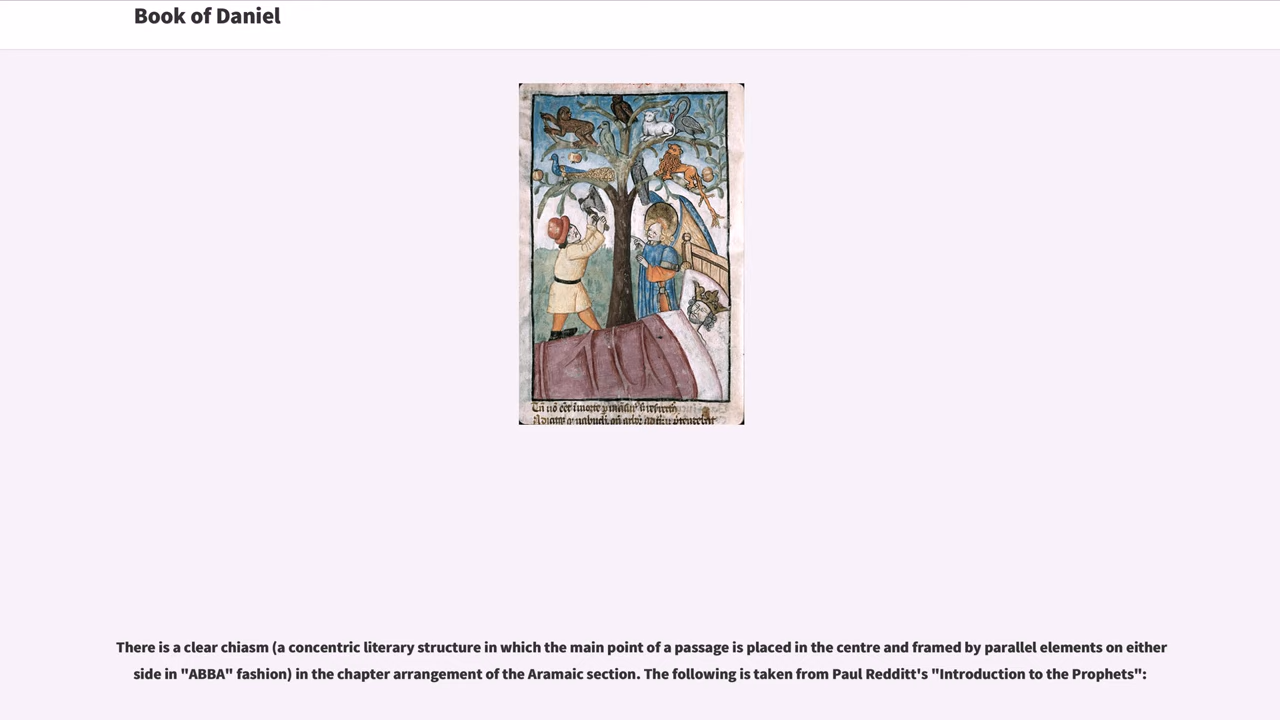 Book of Daniel
There is a clear chiasm (a concentric literary structure in which the main point of a passage is placed in the centre and framed by parallel elements on either
side in "ABBA" fashion) in the chapter arrangement of the Aramaic section. The following is taken from Paul Redditt's "Introduction to the Prophets":